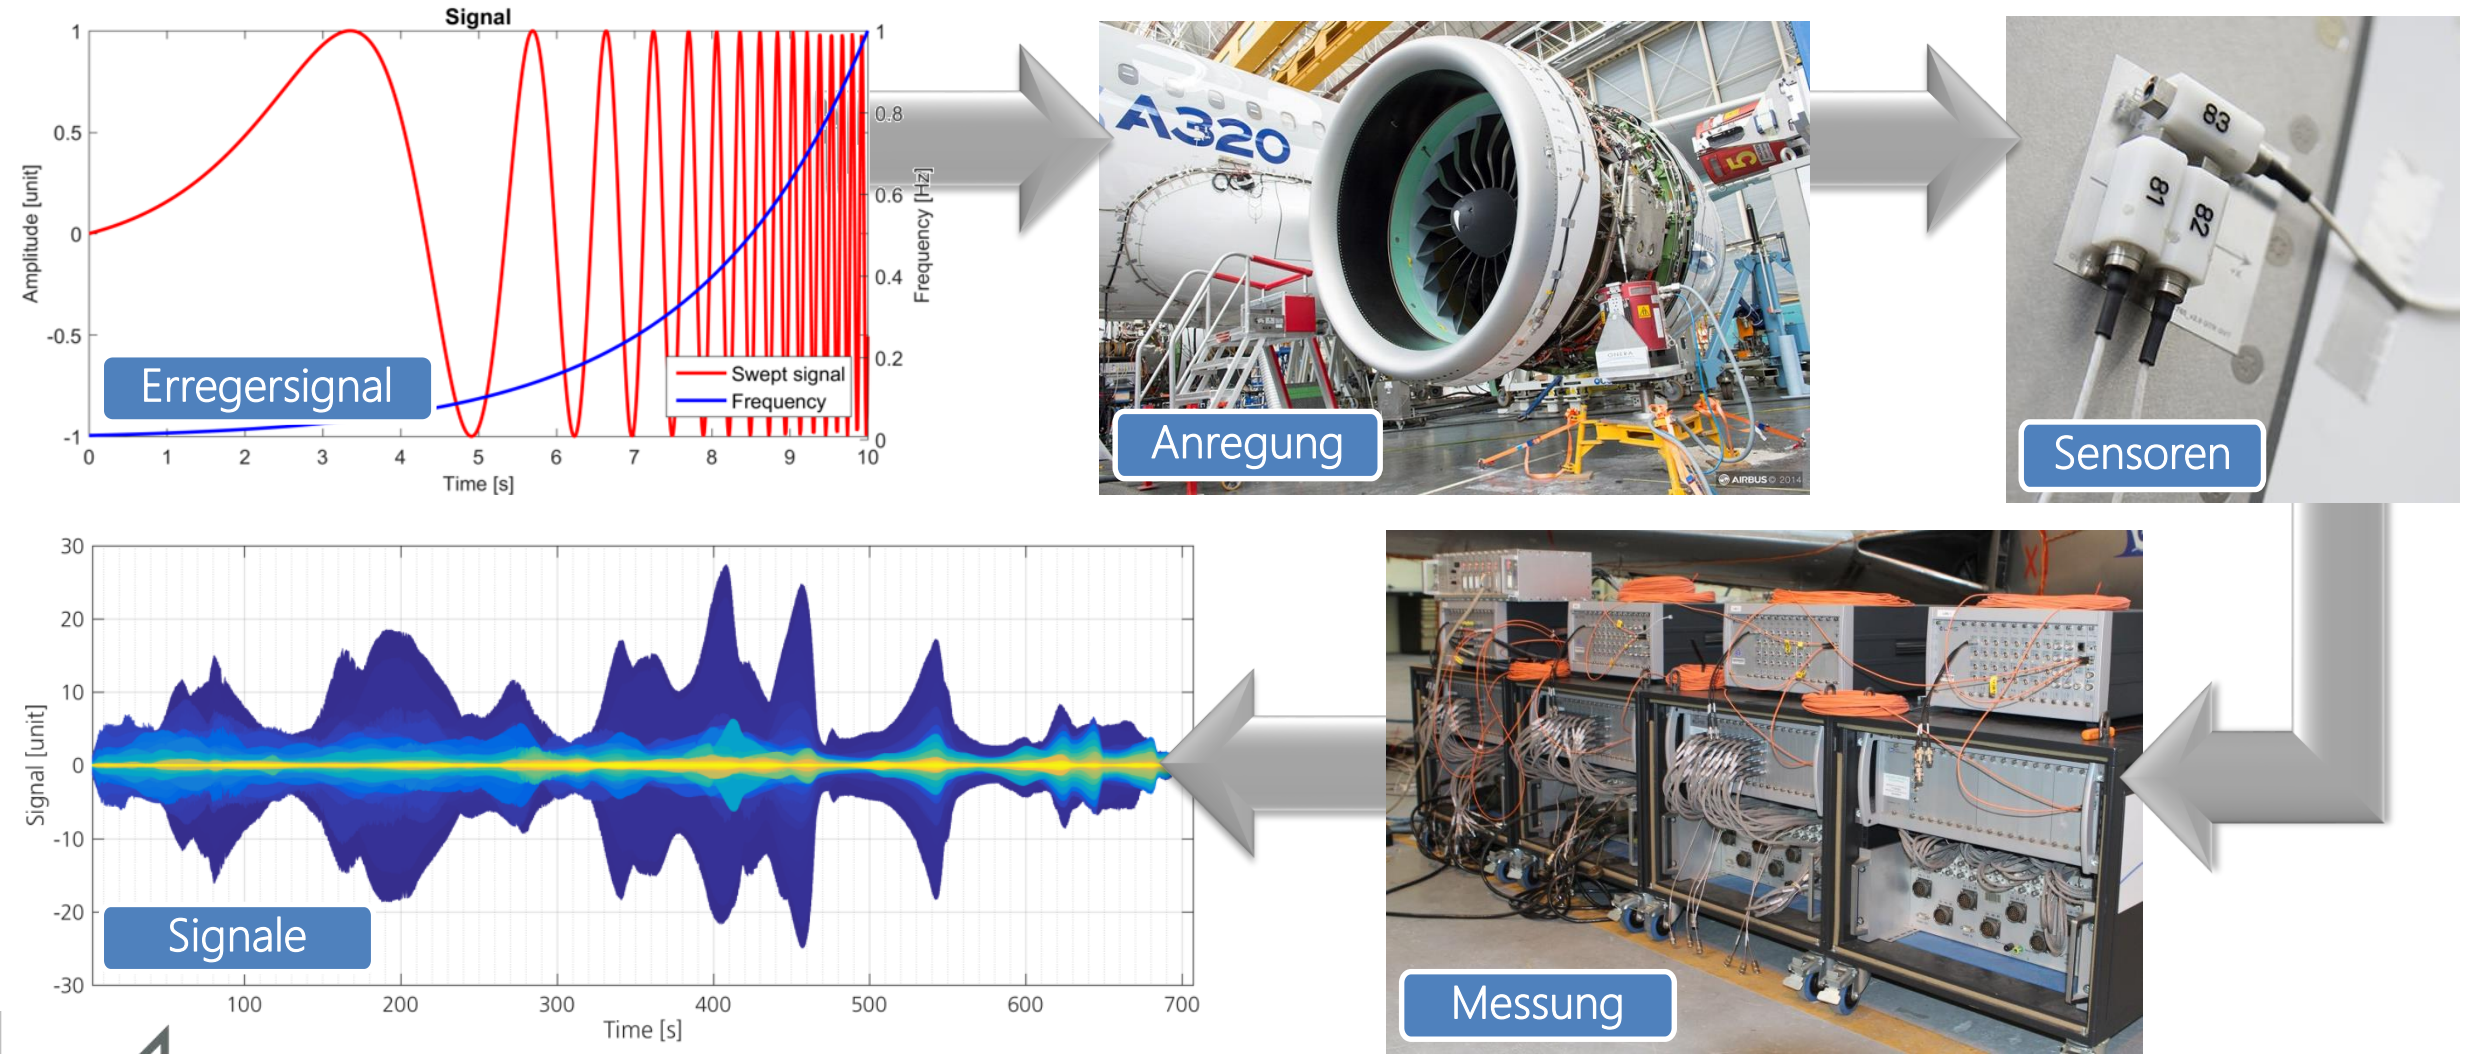 Signal
1
0.5
0
-0.5
-1
Amplitude [unit]
0 1 2 3 4 5 6 7 8 9 10
Time [s]
1
0.8
0.6
0.4
0.2
0
Frequency [Hz]
Swept signal
Frequency
Erregersignal
A320
5
ONERA
AIRBUS © 2014
Anregung
83
81
82
Sensoren
30
20
10
0
-10
-20
-30
Signal [unit]
100 200 300 400 500 600 700
Time [s]
Signale
X
Messung